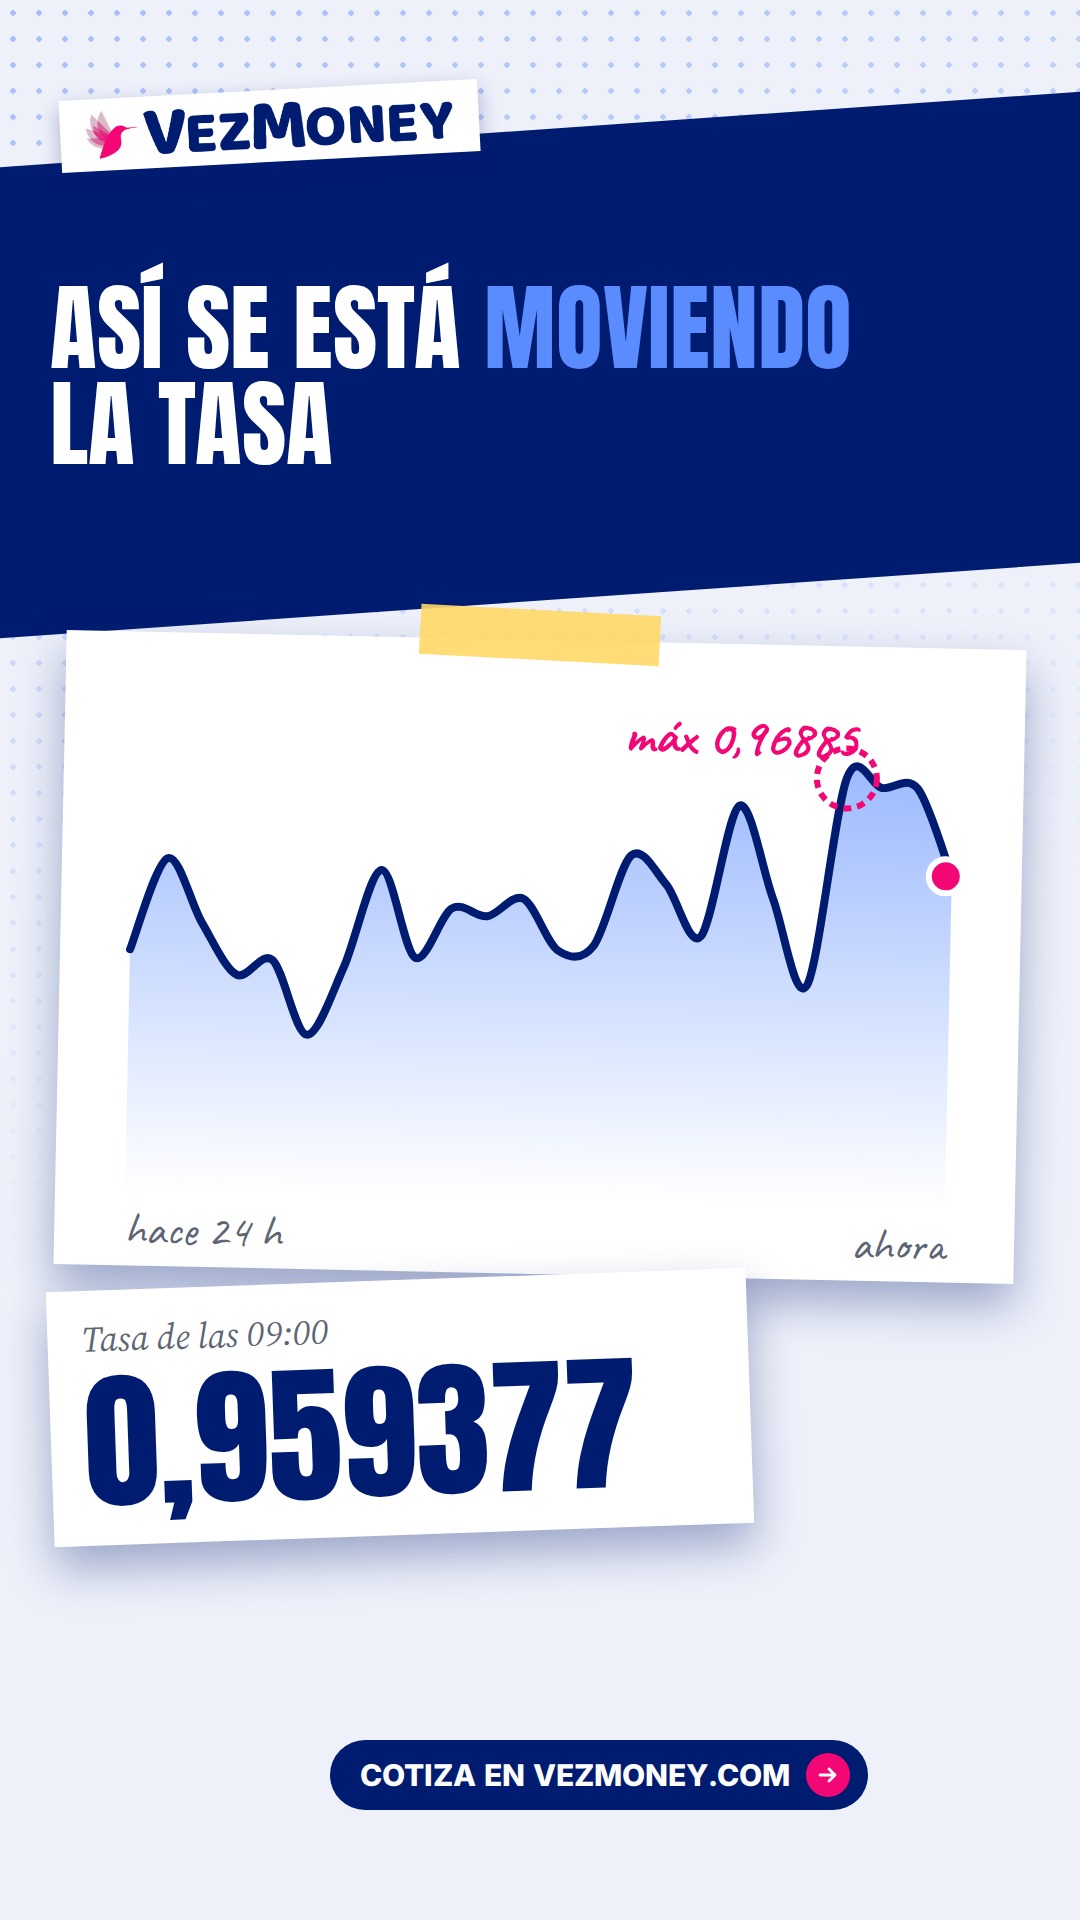 VEZMONEY
ASÍ SE ESTÁ MOVIENDO
LA TASA
máx 0,96885
hace 24 h
ahora
Tasa de las 09:00
0,959377
COTIZA EN VEZMONEY.COM